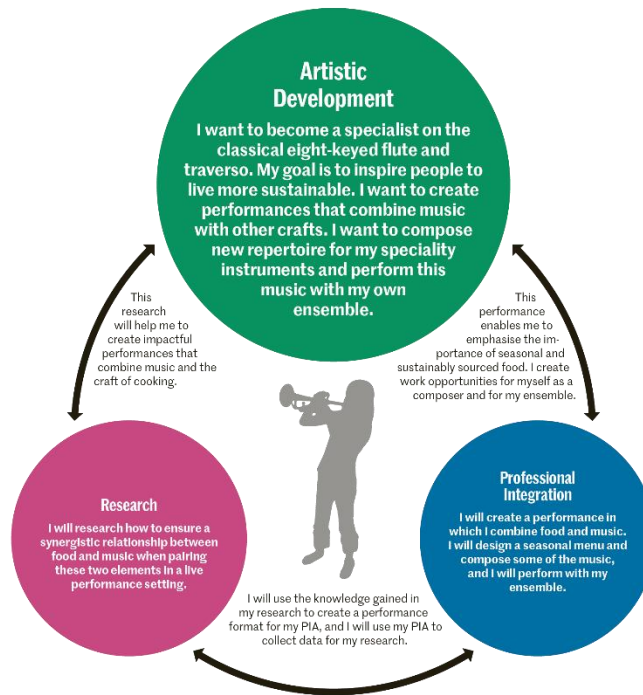 Artistic
Development
I want to become a specialist on the
classical eight-keyed flute and
traverso. My goal is to inspire people to
live more sustainable. I want to create
performances that combine music
with other crafts. I want to compose
new repertoire for my speciality
instruments and perform this
music with my own
ensemble.
This
research
will help me to
create impactful
performances that
combine music and the
craft of cooking.
This
performance
enables me to
emphasise the im-
portance of seasonal and
sustainably sourced food. I create
work opportunities for myself as a
composer and for my ensemble.
Research
I will research how to ensure a
synergistic relationship between
food and music when pairing
these two elements in a live
performance setting.
Professional
Integration
I will create a performance in
which I combine food and music.
I will design a seasonal menu and
compose some of the music,
and I will perform with my
ensemble.
I will use the knowledge gained in
my research to create a performance
format for my PIA, and I will use my PIA to
collect data for my research.